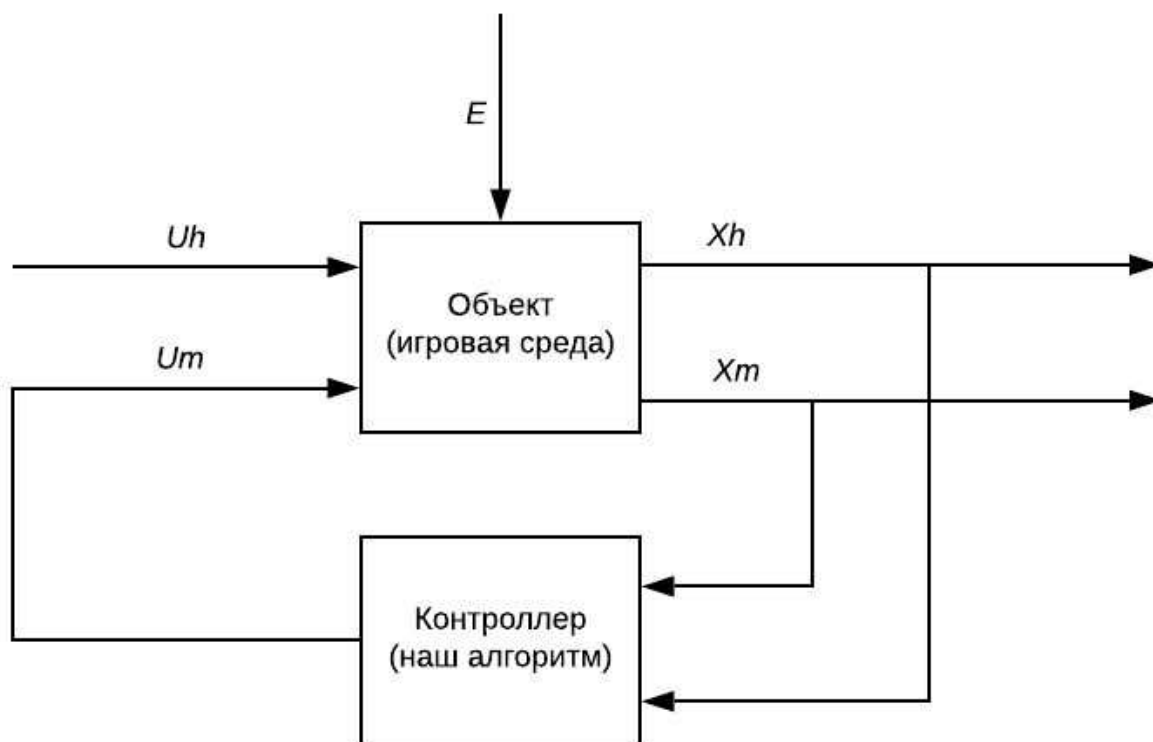 E
Uh
Xh
Объект
(игровая среда)
Um
Xm
Контроллер
(наш алгоритм)